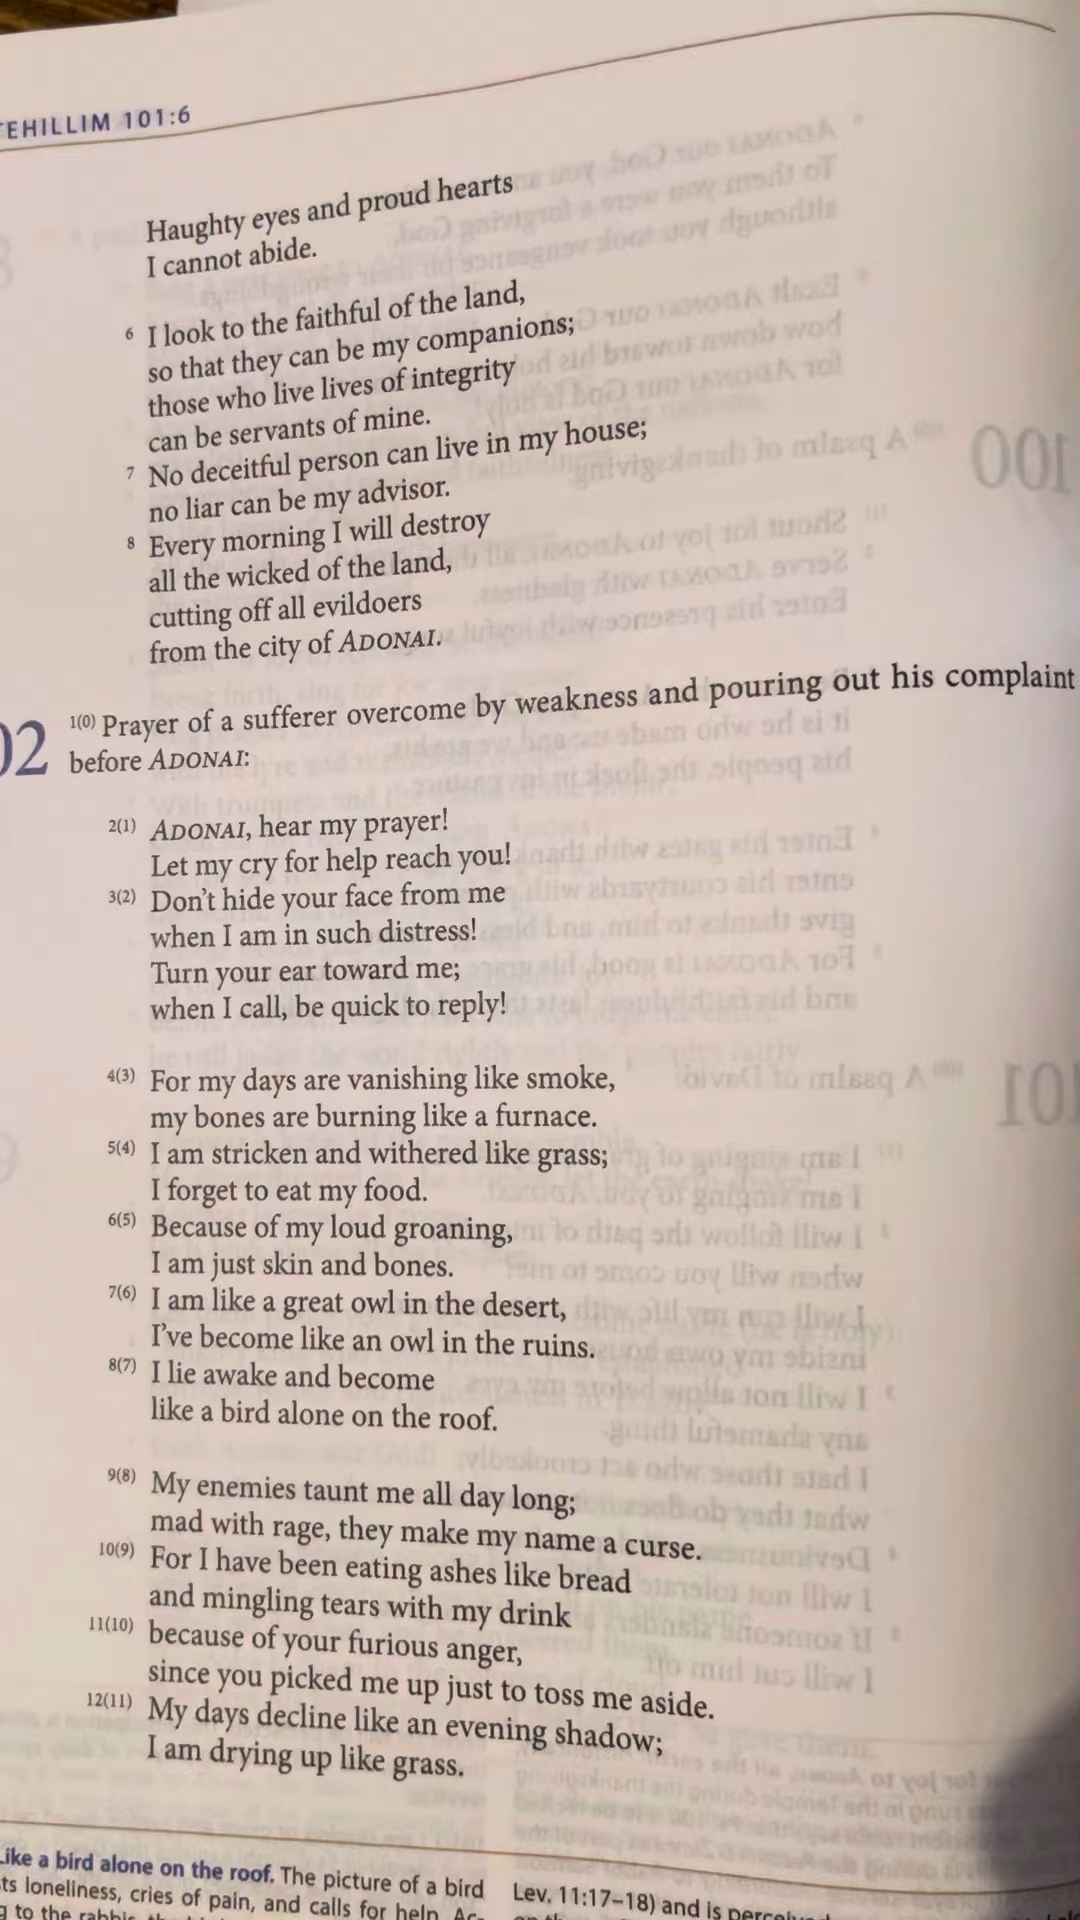 EHILLIM 101:6
Haughty eyes and proud hearts
I cannot abide.
6 I look to the faithful of the land,
so that they can be my companions;
those who live lives of integrity
can be servants of mine.
7 No deceitful person can live in my house;
no liar can be my advisor.
8 Every morning I will destroy
all the wicked of the land,
cutting off all evildoers
from the city of ADONAI.
02 1(0) Prayer of a sufferer overcome by weakness and pouring out his complaint
before ADONAI:
2(1) ADONAI, hear my prayer!
Let my cry for help reach you!
3(2) Don't hide your face from me
when I am in such distress!
Turn your ear toward me;
when I call, be quick to reply!
4(3) For my days are vanishing like smoke,
my bones are burning like a furnace.
5(4) I am stricken and withered like grass;
I forget to eat my food.
6(5) Because of my loud groaning,
I am just skin and bones.
7(6) I am like a great owl in the desert,
I've become like an owl in the ruins.
8(7) I lie awake and become
like a bird alone on the roof.
9(8) My enemies taunt me all day long;
mad with rage, they make my name a curse.
10(9) For I have been eating ashes like bread
and mingling tears with my drink
11(10) because of your furious anger,
since you picked me up just to toss me aside.
12(11) My days decline like an evening shadow;
I am drying up like grass.
Like a bird alone on the roof. The picture of a bird
ts loneliness, cries of pain, and calls for help. Ac-
g to the
Lev. 11:17–18) and is